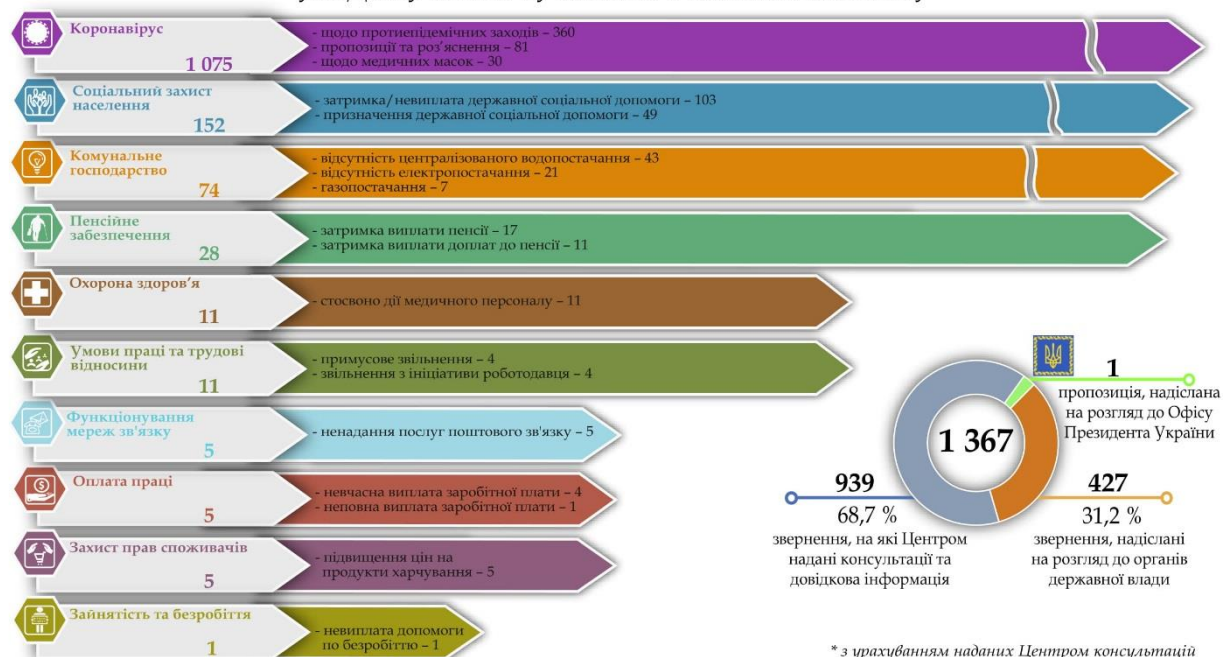 Коронавірус
1 075
- щодо протиепідемічних заходів – 360
- пропозиції та роз’яснення – 81
- щодо медичних масок – 30
Соціальний захист
населення
152
- затримка/невиплата державної соціальної допомоги – 103
- призначення державної соціальної допомоги – 49
Комунальне
господарство
74
- відсутність централізованого водопостачання – 43
- відсутність електропостачання – 21
- газопостачання – 7
Пенсійне
забезпечення
28
- затримка виплати пенсії – 17
- затримка виплати доплат до пенсії – 11
Охорона здоров’я
11
- стосвоно дії медичного персоналу – 11
Умови праці та трудові
відносини
11
- примусове звільнення – 4
- звільнення з ініціативи роботодавця – 4
Функціонування
мереж зв'язку
5
- ненадання послуг поштового зв'язку – 5
Оплата праці
5
- невчасна виплата заробітної плати – 4
- неповна виплата заробітної плати – 1
Захист прав споживачів
5
- підвищення цін на
продукти харчування – 5
Зайнятість та безробіття
1
- невиплата допомоги
по безробіттю – 1
1 367
1
пропозиція, надіслана
на розгляд до Офісу
Президента України
939
68,7 %
звернення, на які Центром
надані консультації та
довідкова інформація
427
31,2 %
звернення, надіслані
на розгляд до органів
державної влади
* з урахуванням наданих Центром консультацій